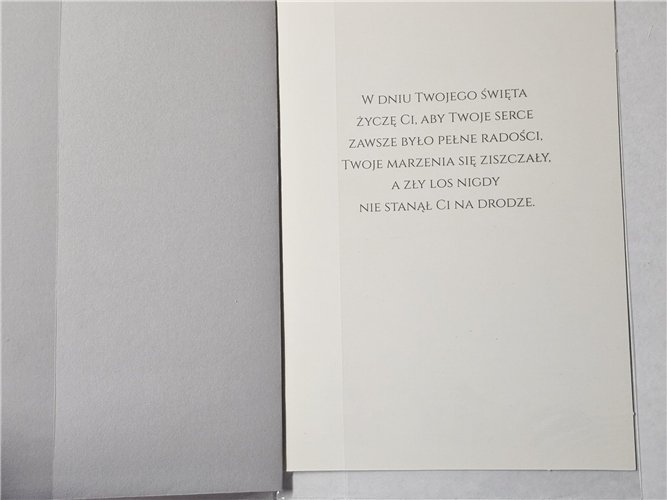 W dniu Twojego święta
życzę Ci, aby Twoje serce
zawsze było pełne radości,
Twoje marzenia się ziszczały,
a zły los nigdy
nie stanął Ci na drodze.